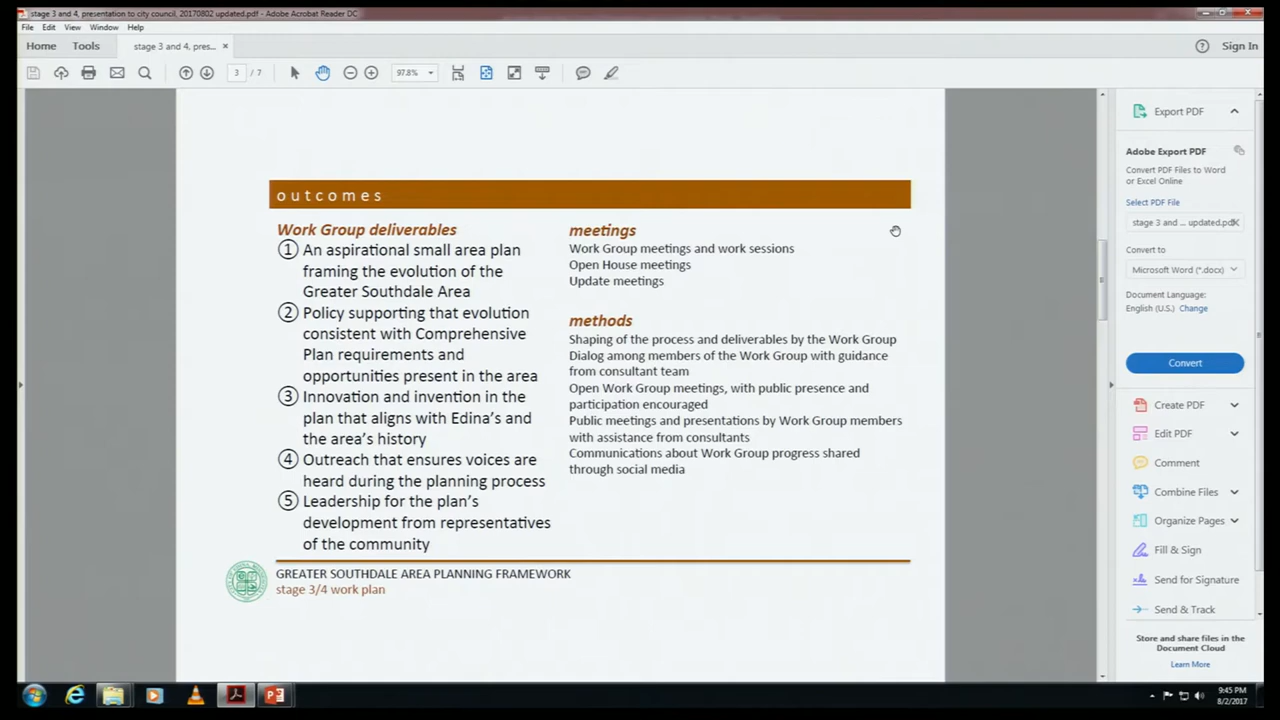 stage 3 and 4, presentation to city council, 20170802 updated.pdf - Adobe Acrobat Reader DC
File Edit View Window Help
Home Tools stage 3 and 4, pres... × Sign In
3 / 7 97.8%
Export PDF
Adobe Export PDF
Convert PDF Files to Word
or Excel Online
Select PDF File
stage 3 and ... updated.pdf
Convert to
Microsoft Word (*.docx)
Document Language:
English (U.S.) Change
Convert
Create PDF
Edit PDF
Comment
Combine Files
Organize Pages
Fill & Sign
Send for Signature
Send & Track
Store and share files in the
Document Cloud
Learn More
outcomes
Work Group deliverables
1 An aspirational small area plan
framing the evolution of the
Greater Southdale Area
2 Policy supporting that evolution
consistent with Comprehensive
Plan requirements and
opportunities present in the area
3 Innovation and invention in the
plan that aligns with Edina's and
the area's history
4 Outreach that ensures voices are
heard during the planning process
5 Leadership for the plan's
development from representatives
of the community
meetings
Work Group meetings and work sessions
Open House meetings
Update meetings
methods
Shaping of the process and deliverables by the Work Group
Dialog among members of the Work Group with guidance
from consultant team
Open Work Group meetings, with public presence and
participation encouraged
Public meetings and presentations by Work Group members
with assistance from consultants
Communications about Work Group progress shared
through social media
GREATER SOUTHDALE AREA PLANNING FRAMEWORK
stage 3/4 work plan
9:45 PM
8/2/2017